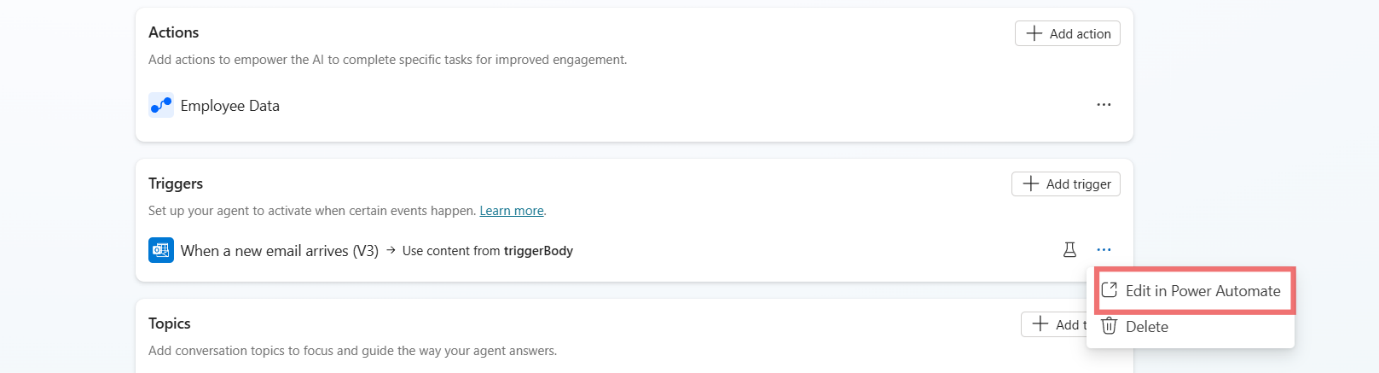 Actions
Add action
Add actions to empower the AI to complete specific tasks for improved engagement.
Employee Data
Triggers
Add trigger
Set up your agent to activate when certain events happen. Learn more.
When a new email arrives (V3) → Use content from triggerBody
Edit in Power Automate
Delete
Topics
Add t
Add conversation topics to focus and guide the way your agent answers.